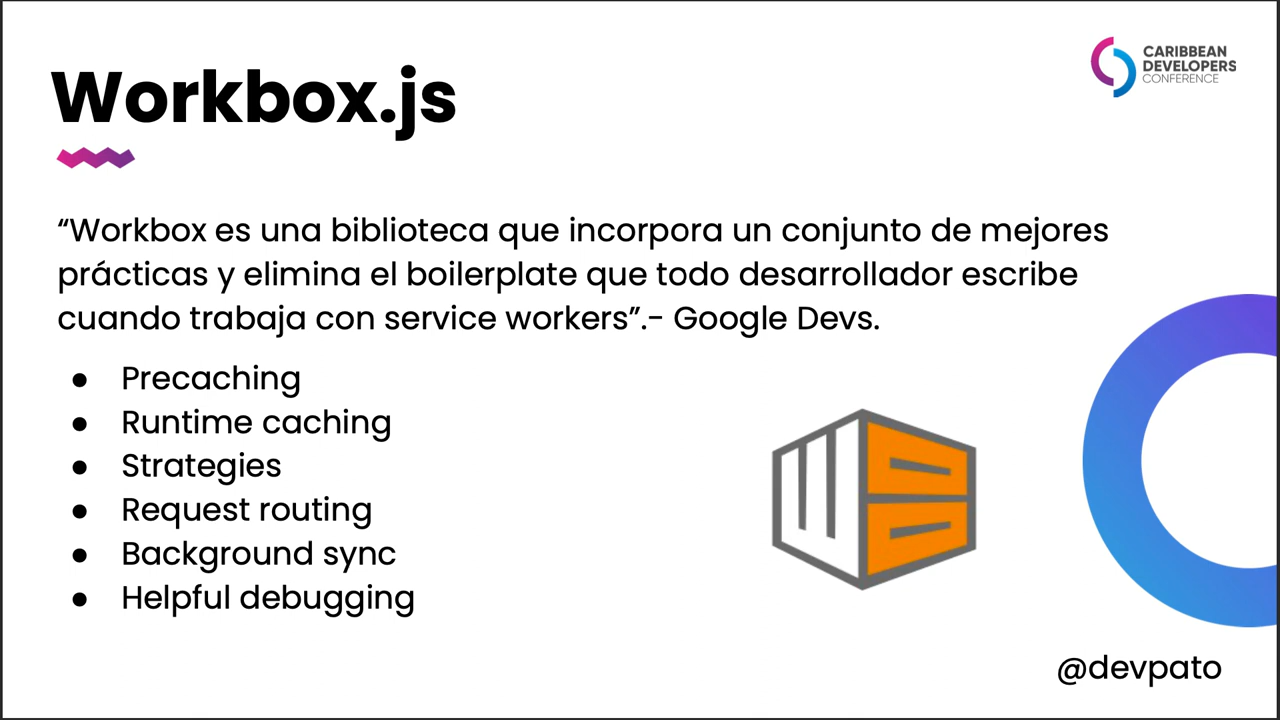 Workbox.js
CARIBBEAN
DEVELOPERS
CONFERENCE
“Workbox es una biblioteca que incorpora un conjunto de mejores
prácticas y elimina el boilerplate que todo desarrollador escribe
cuando trabaja con service workers”.- Google Devs.
● Precaching
● Runtime caching
● Strategies
● Request routing
● Background sync
● Helpful debugging
WB
@devpato